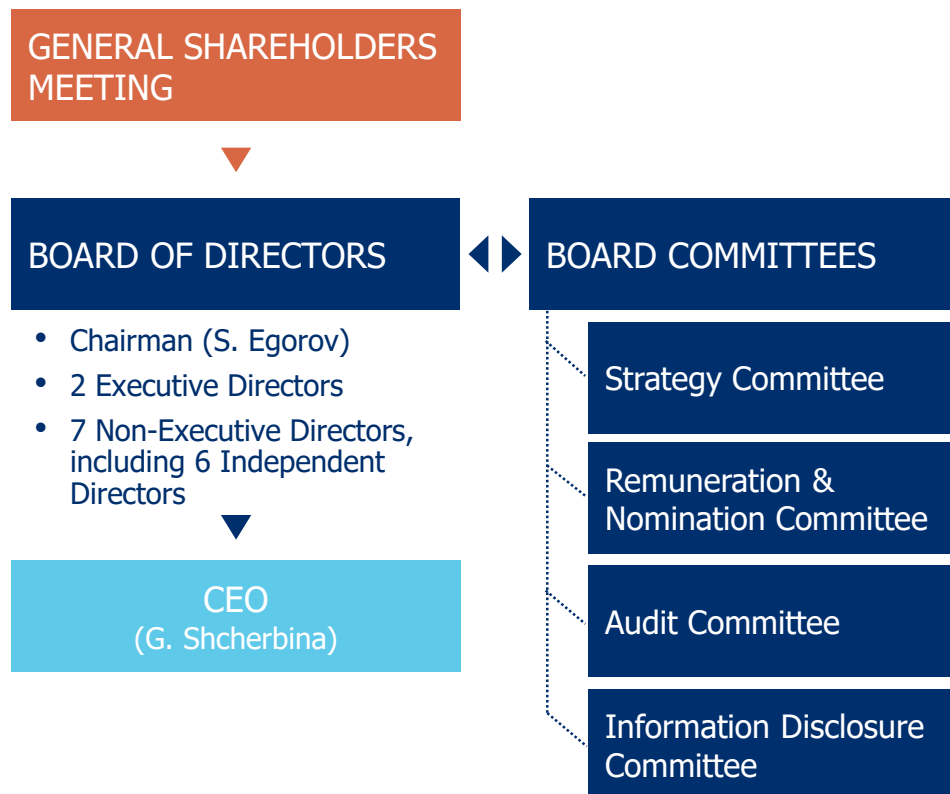 GENERAL SHAREHOLDERS
MEETING
BOARD OF DIRECTORS
• Chairman (S. Egorov)
• 2 Executive Directors
• 7 Non-Executive Directors,
including 6 Independent
Directors
CEO
(G. Shcherbina)
BOARD COMMITTEES
Strategy Committee
Remuneration &
Nomination Committee
Audit Committee
Information Disclosure
Committee